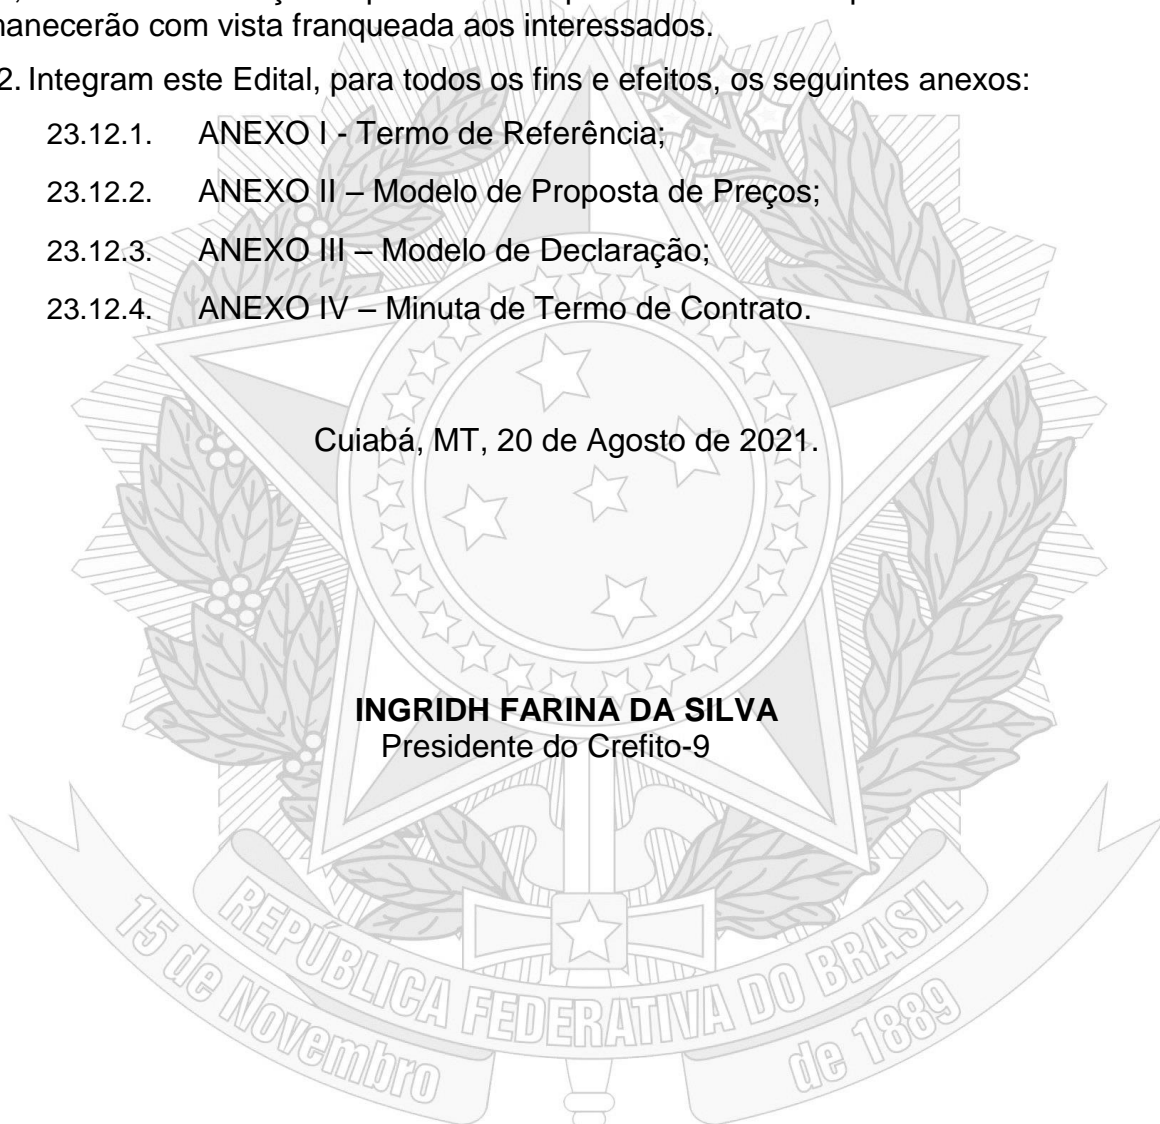 manecerão com vista franqueada aos interessados.
2. Integram este Edital, para todos os fins e efeitos, os seguintes anexos:
23.12.1. ANEXO I - Termo de Referência;
23.12.2. ANEXO II – Modelo de Proposta de Preços;
23.12.3. ANEXO III – Modelo de Declaração;
23.12.4. ANEXO IV – Minuta de Termo de Contrato.
Cuiabá, MT, 20 de Agosto de 2021.
INGRIDH FARINA DA SILVA
Presidente do Crefito-9
REPÚBLICA FEDERATIVA DO BRASIL
15 de Novembro de 1889